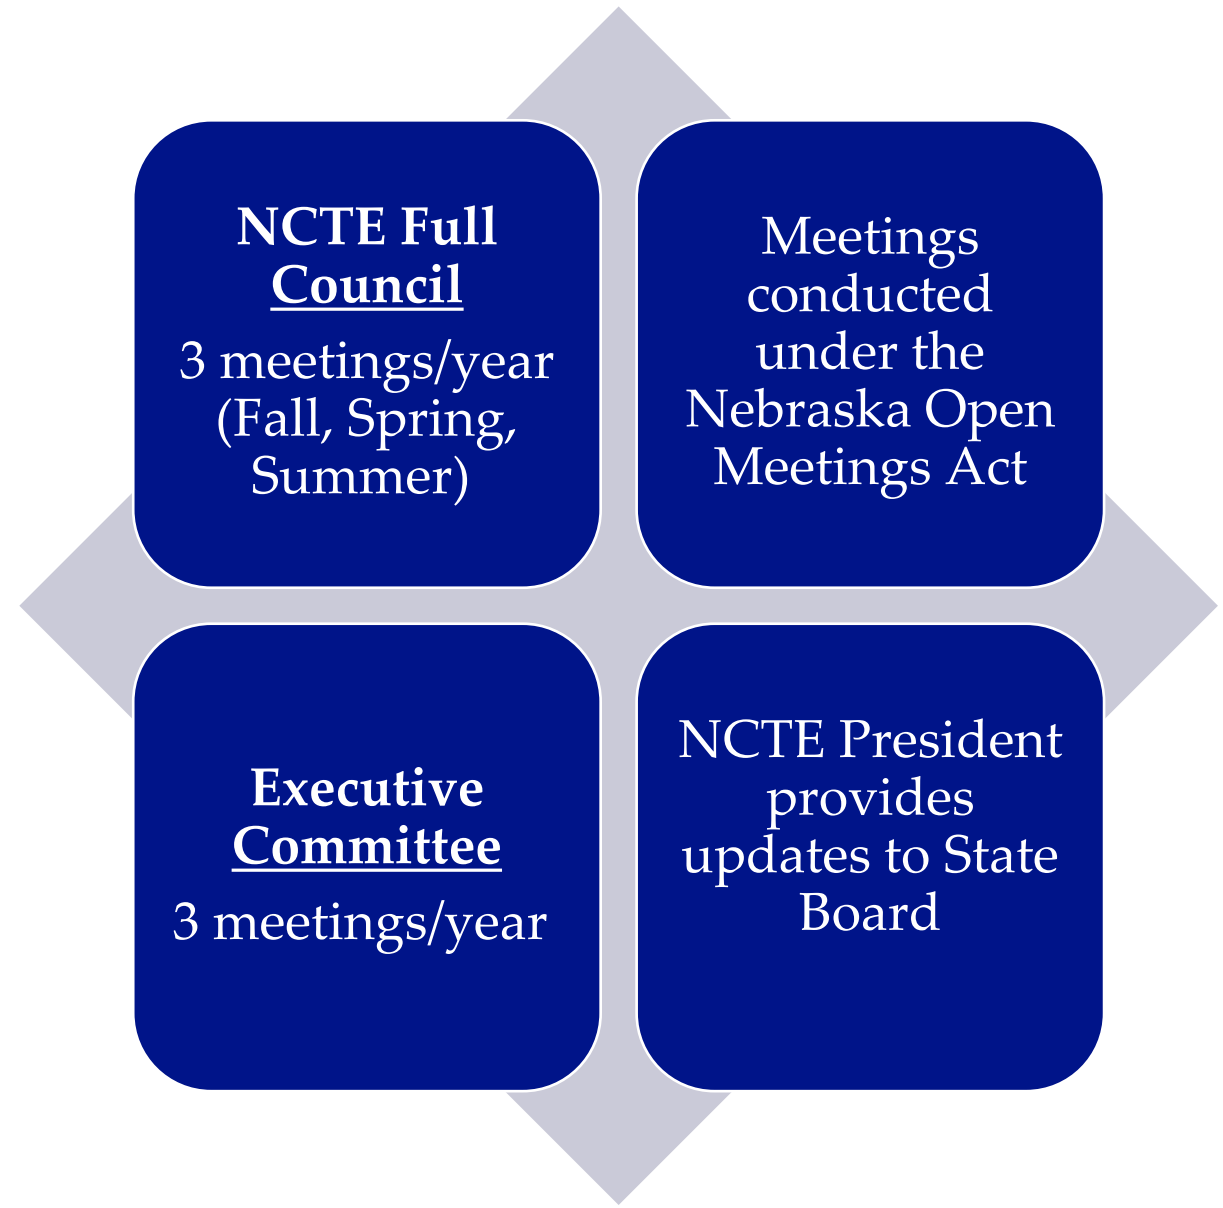 NCTE Full
Council
3 meetings/year
(Fall, Spring,
Summer)
Meetings
conducted
under the
Nebraska Open
Meetings Act
Executive
Committee
3 meetings/year
NCTE President
provides
updates to State
Board